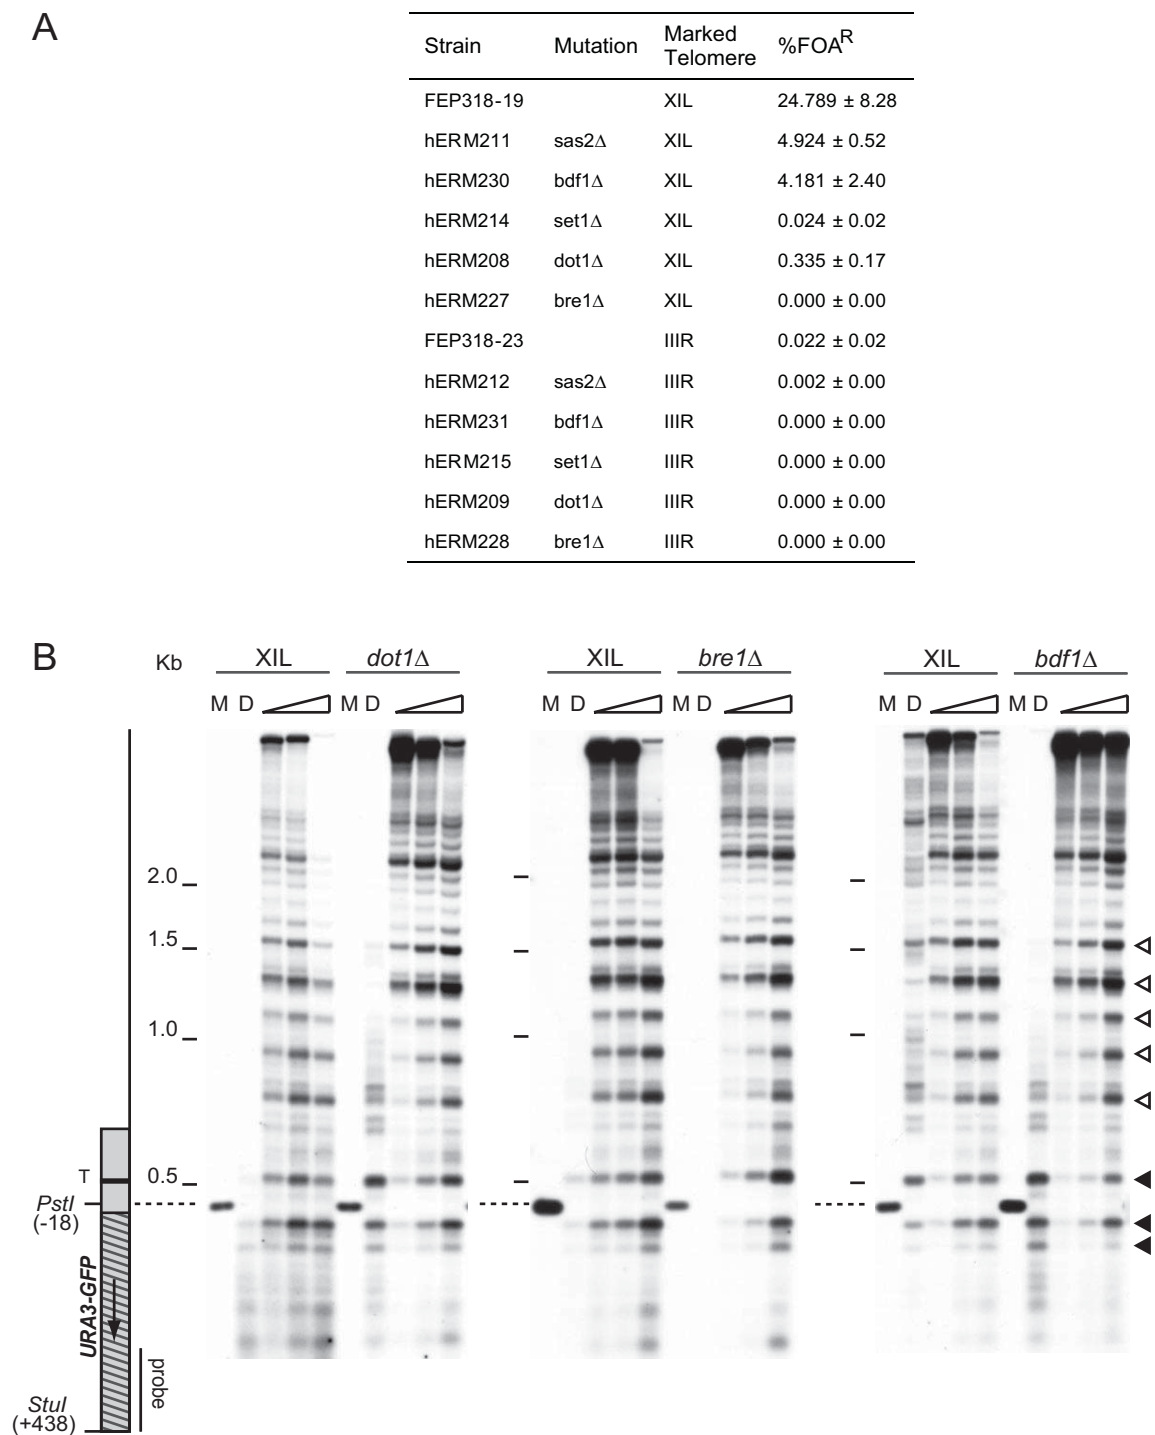 A
Strain Mutation Marked Telomere %FOA^R
FEP318-19 XIL 24.789 ± 8.28
hERM211 sas2Δ XIL 4.924 ± 0.52
hERM230 bdf1Δ XIL 4.181 ± 2.40
hERM214 set1Δ XIL 0.024 ± 0.02
hERM208 dot1Δ XIL 0.335 ± 0.17
hERM227 bre1Δ XIL 0.000 ± 0.00
FEP318-23 IIIR 0.022 ± 0.02
hERM212 sas2Δ IIIR 0.002 ± 0.00
hERM231 bdf1Δ IIIR 0.000 ± 0.00
hERM215 set1Δ IIIR 0.000 ± 0.00
hERM209 dot1Δ IIIR 0.000 ± 0.00
hERM228 bre1Δ IIIR 0.000 ± 0.00
B
Kb XIL dot1Δ XIL bre1Δ XIL bdf1Δ
M D M D M D M D M D M D
2.0
1.5
1.0
0.5
T
PstI
(-18)
URA3-GFP
probe
StuI
(+438)